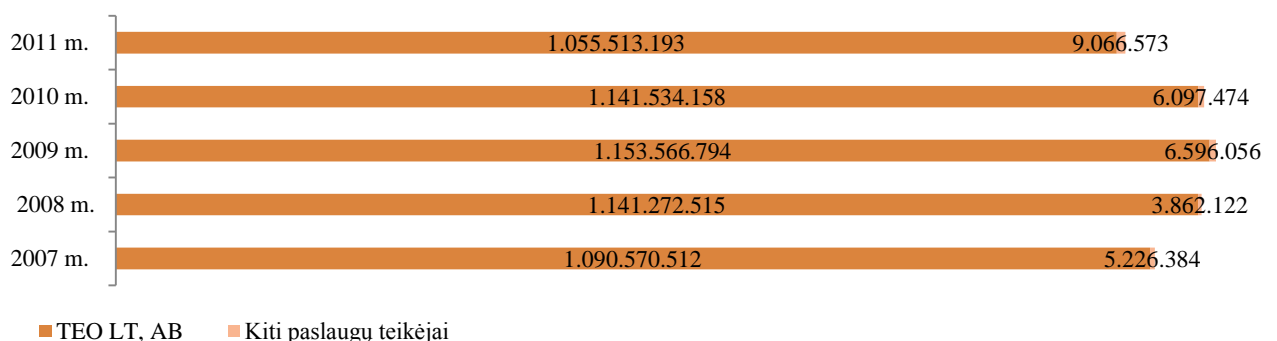 2011 m. 1.055.513.193 9.066.573
2010 m. 1.141.534.158 6.097.474
2009 m. 1.153.566.794 6.596.056
2008 m. 1.141.272.515 3.862.122
2007 m. 1.090.570.512 5.226.384
TEO LT, AB Kiti paslaugų teikėjai